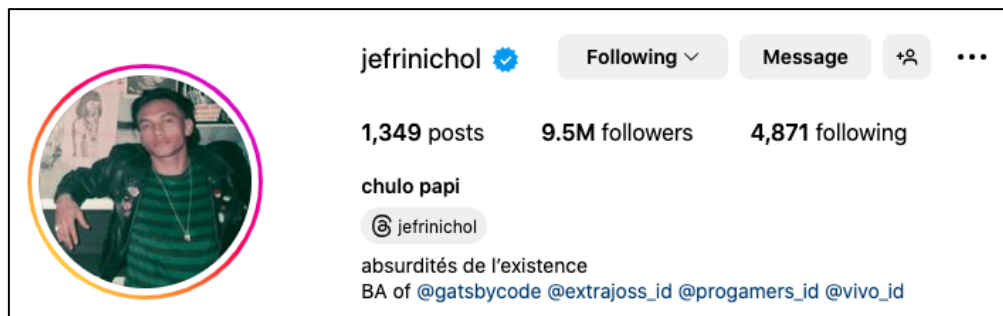 jefrinichol Following Message
1,349 posts 9.5M followers 4,871 following
chulo papi
jefrinichol
absurdités de l'existence
BA of @gatsbycode @extrajoss_id @progamers_id @vivo_id